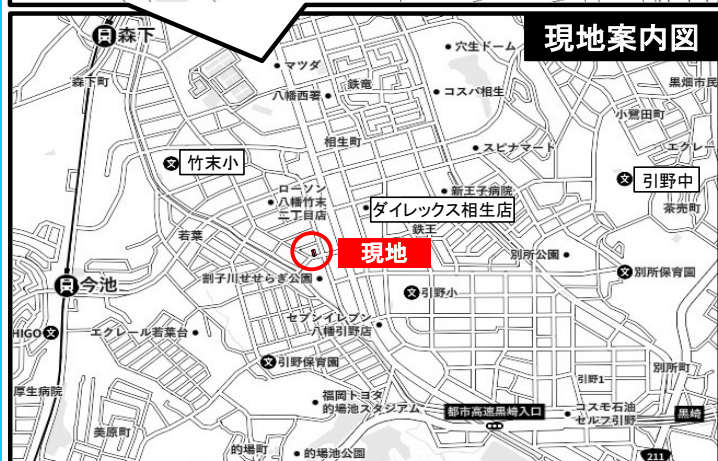 現地案内図
森下
マツダ
穴生ドーム
森下町
八幡西署
鉄竜
コスパ相生
黒畑市民
小鷺田町
相生町
竹末小
スピナマート
エクレー
引野中
ローソン
八幡竹末
二丁目店
新王子病院
ダイレックス相生店
茶売町
若葉
鉄王
現地
別所公園
今池
割子川せせらぎ公園
別所保育園
引野小
セブンイレブン
八幡引野店
HIGO
エクレール若葉台
引野保育園
別所町
引野1
厚生病院
福岡トヨタ
的場池スタジアム
都市高速黒崎入口
コスモ石油
セルフ引野
黒崎
美原町
的場町
的場池公園
211